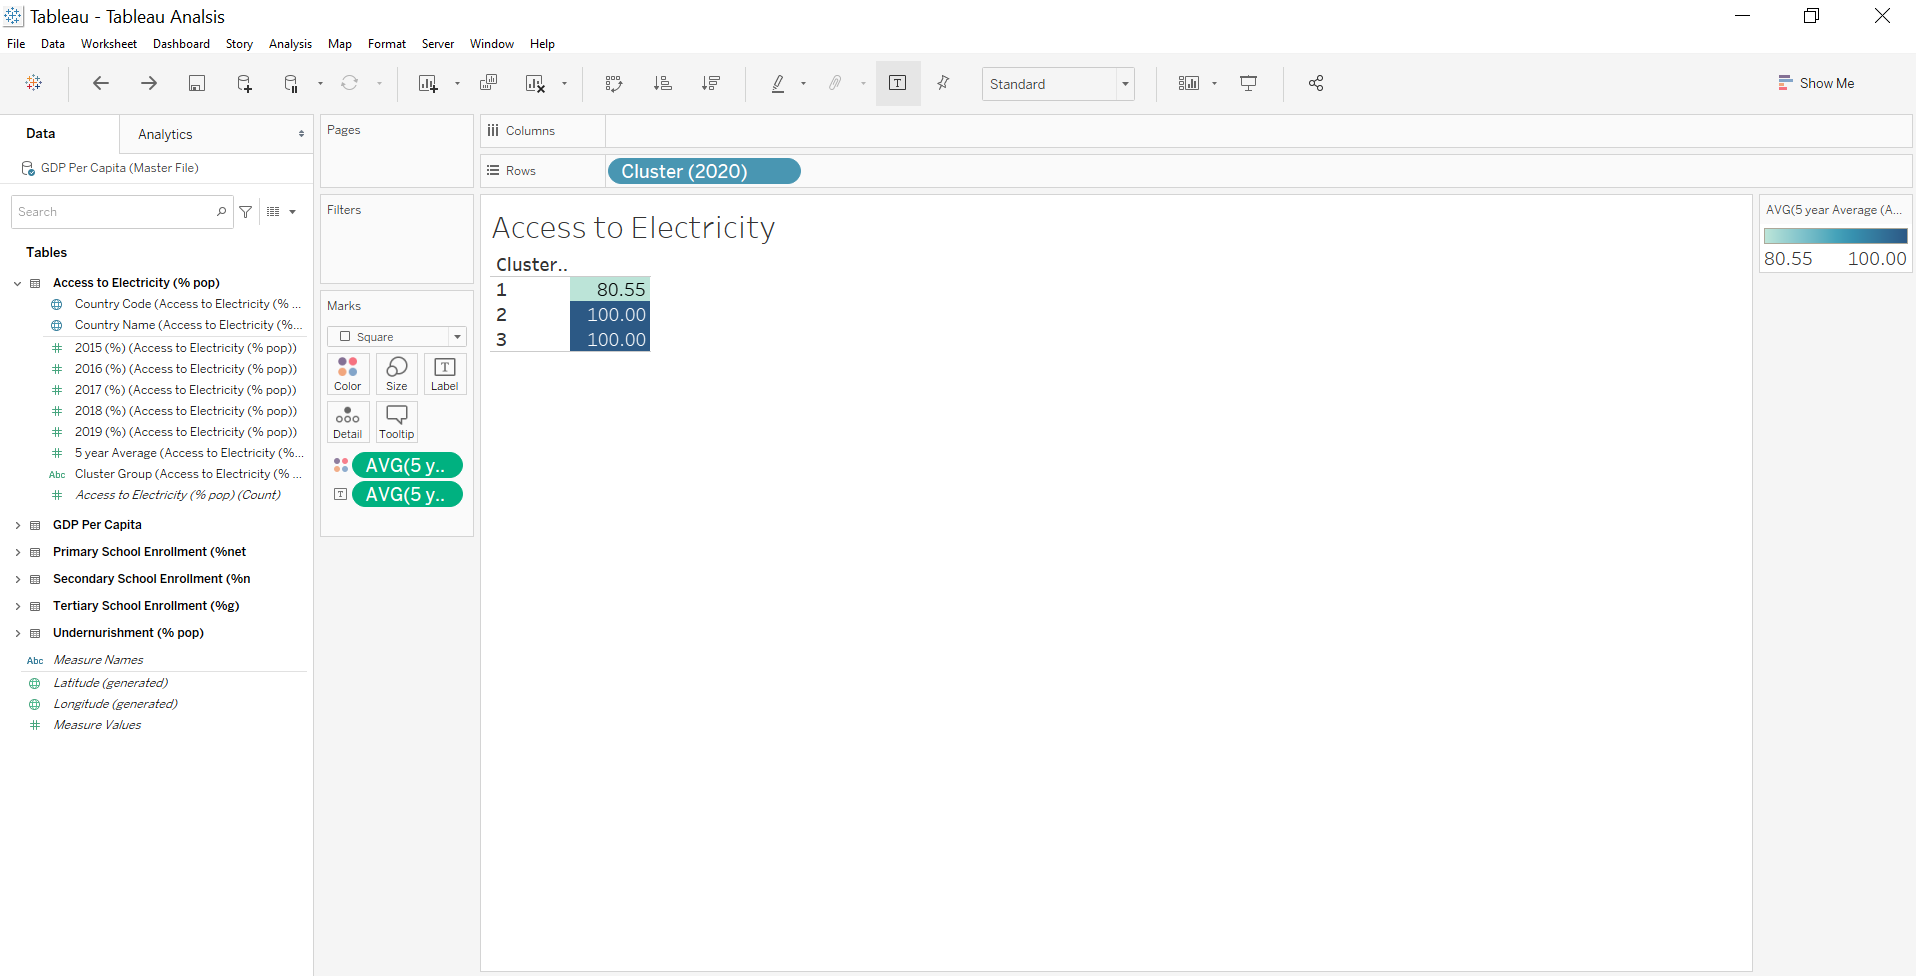 Tableau - Tableau Analsis
File Data Worksheet Dashboard Story Analysis Map Format Server Window Help
Standard
Show Me
Data
Analytics
GDP Per Capita (Master File)
Search
Tables
Access to Electricity (% pop)
Country Code (Access to Electricity (% ...
Country Name (Access to Electricity (%...
2015 (%) (Access to Electricity (% pop))
2016 (%) (Access to Electricity (% pop))
2017 (%) (Access to Electricity (% pop))
2018 (%) (Access to Electricity (% pop))
2019 (%) (Access to Electricity (% pop))
5 year Average (Access to Electricity (%...
Abc Cluster Group (Access to Electricity (% ...
Access to Electricity (% pop) (Count)
GDP Per Capita
Primary School Enrollment (%net
Secondary School Enrollment (%n
Tertiary School Enrollment (%g)
Undernurishment (% pop)
Abc Measure Names
Latitude (generated)
Longitude (generated)
Measure Values
Pages
Filters
Marks
Square
Color Size Label
Detail Tooltip
AVG(5 y..
AVG(5 y..
Columns
Rows Cluster (2020)
Access to Electricity
Cluster..
1 80.55
2 100.00
3 100.00
AVG(5 year Average (A...
80.55 100.00